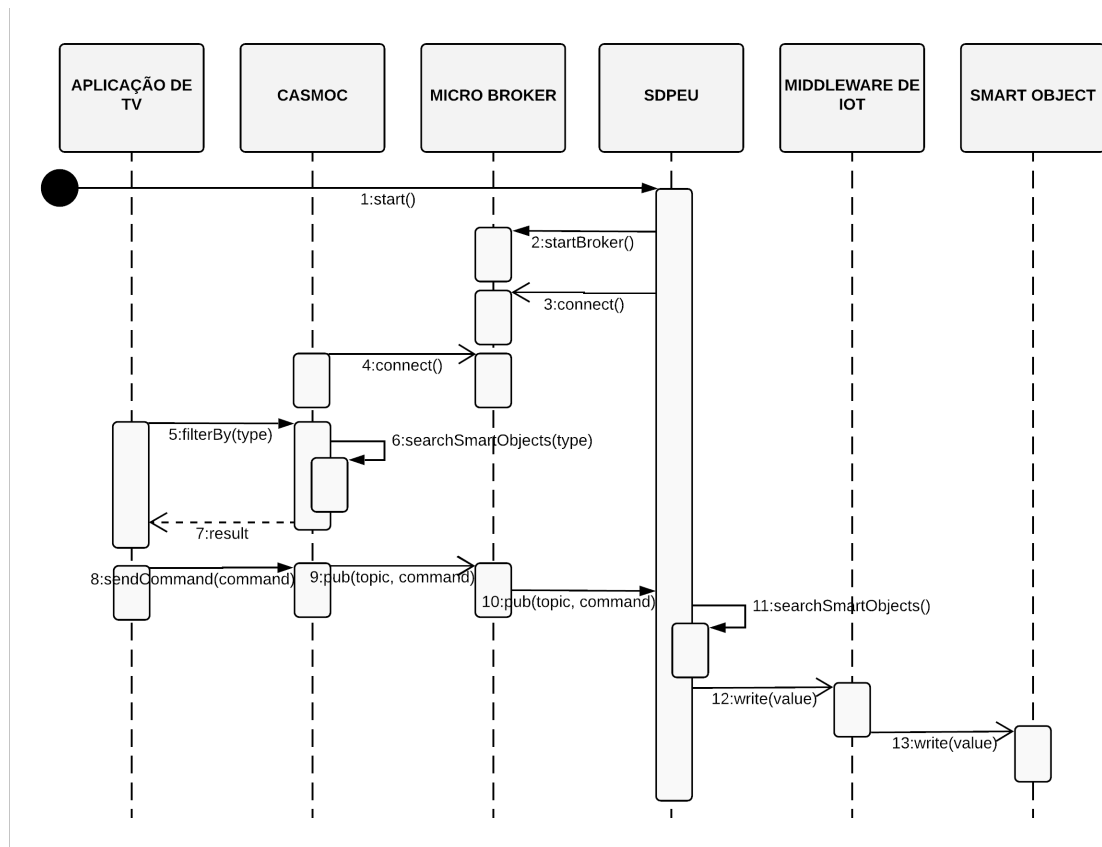 APLICAÇÃO DE
TV
CASMOC
MICRO BROKER
SDPEU
MIDDLEWARE DE
IOT
SMART OBJECT
1:start()
2:startBroker()
3:connect()
4:connect()
5:filterBy(type)
6:searchSmartObjects(type)
7:result
8:sendCommand(command)
9:pub(topic, command)
10:pub(topic, command)
11:searchSmartObjects()
12:write(value)
13:write(value)